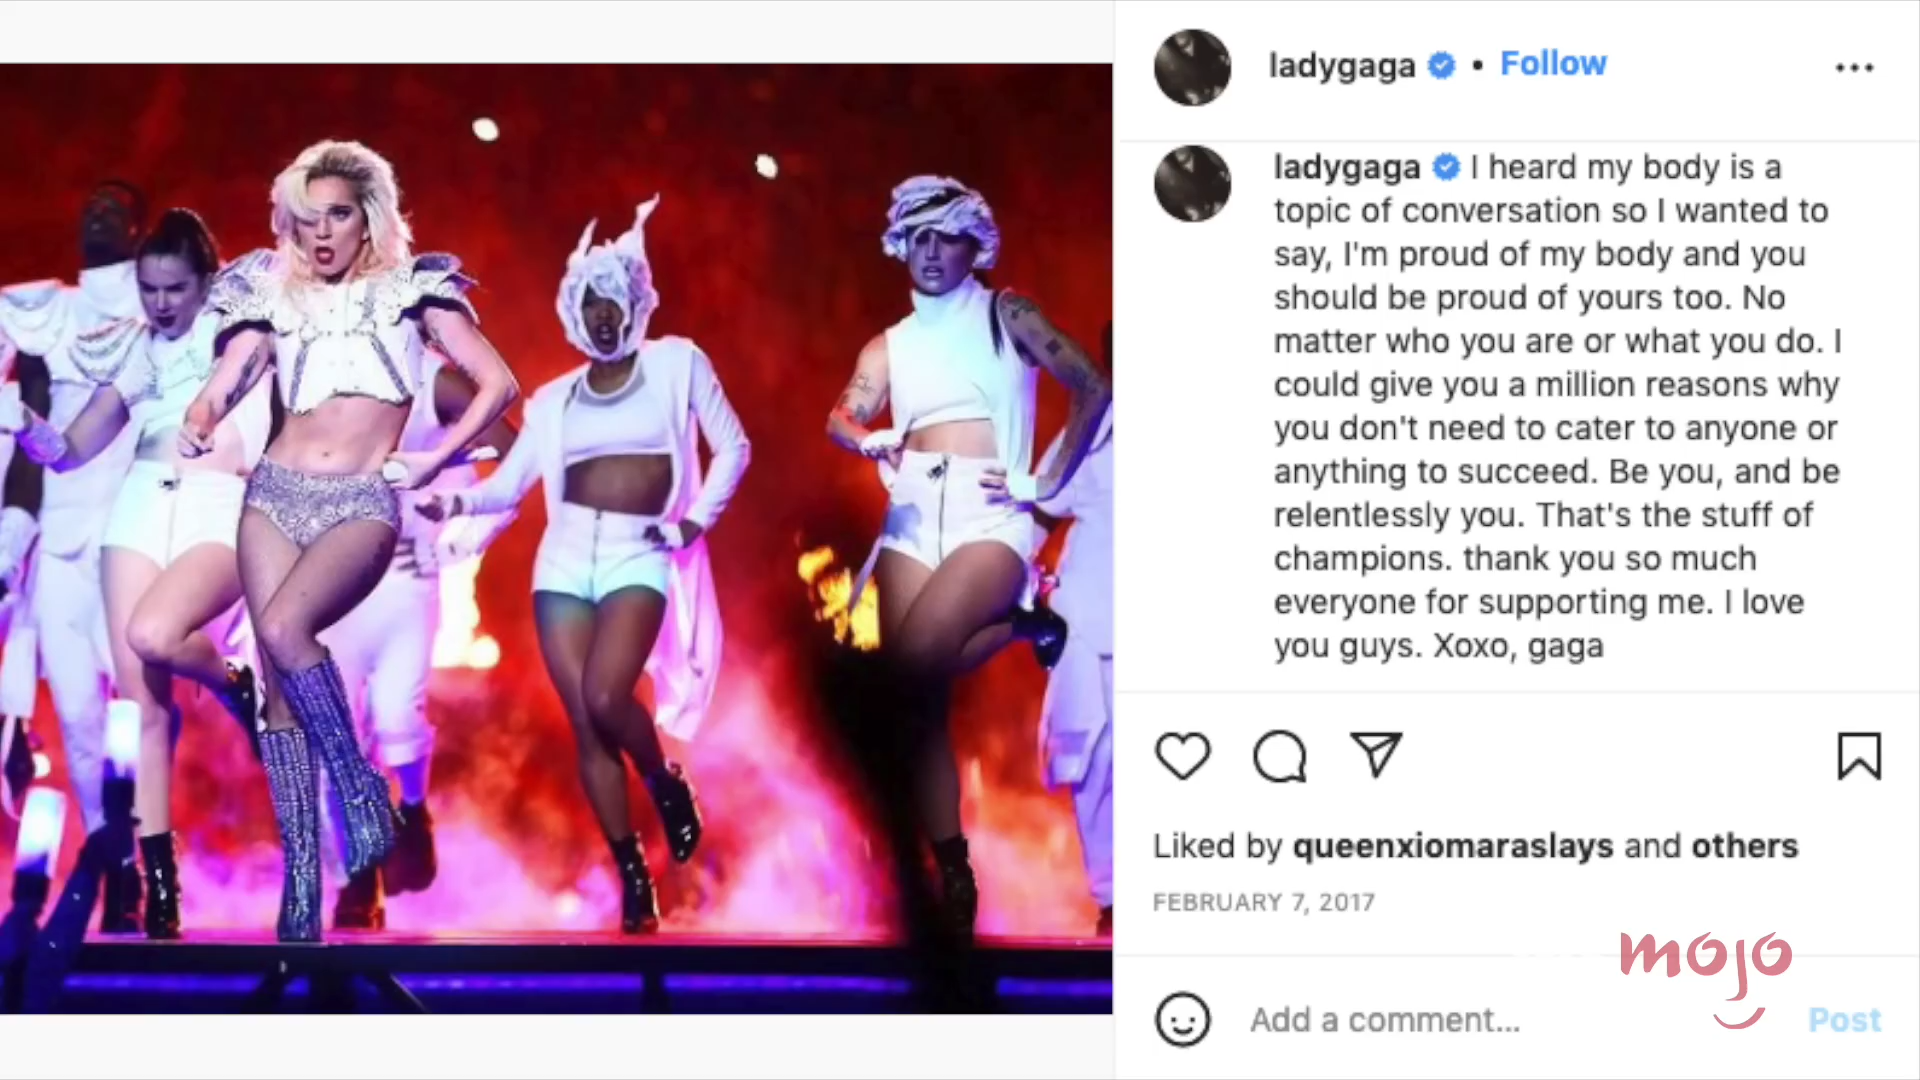 ladygaga • Follow
ladygaga I heard my body is a
topic of conversation so I wanted to
say, I'm proud of my body and you
should be proud of yours too. No
matter who you are or what you do. I
could give you a million reasons why
you don't need to cater to anyone or
anything to succeed. Be you, and be
relentlessly you. That's the stuff of
champions. thank you so much
everyone for supporting me. I love
you guys. Xoxo, gaga
Liked by queenxiomaraslays and others
FEBRUARY 7, 2017
mojo
Add a comment... Post